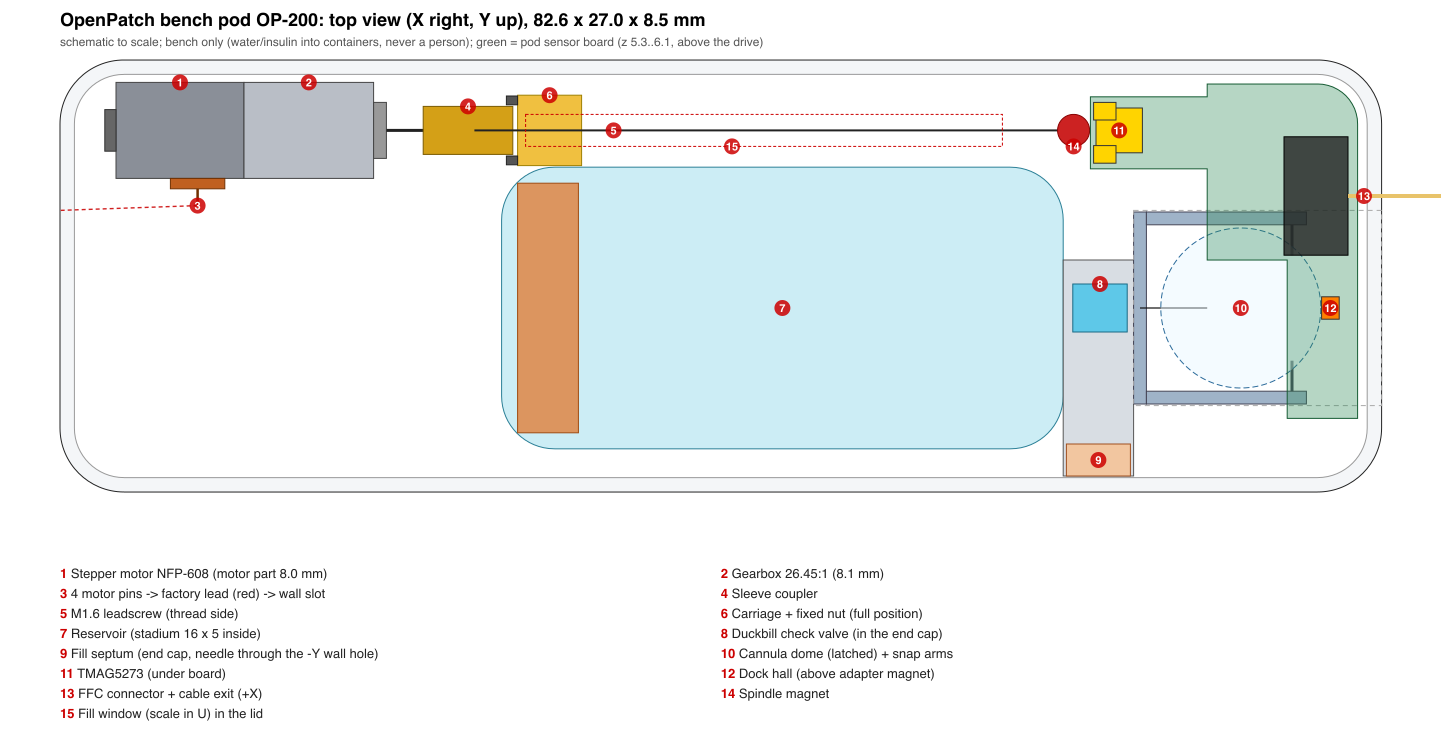 OpenPatch bench pod OP-200: top view (X right, Y up), 82.6 x 27.0 x 8.5 mm
schematic to scale; bench only (water/insulin into containers, never a person); green = pod sensor board (z 5.3..6.1, above the drive)
1
2
4
6
5
15
14
11
13
3
7
8
10
12
9
1 Stepper motor NFP-608 (motor part 8.0 mm)
2 Gearbox 26.45:1 (8.1 mm)
3 4 motor pins -> factory lead (red) -> wall slot
4 Sleeve coupler
5 M1.6 leadscrew (thread side)
6 Carriage + fixed nut (full position)
7 Reservoir (stadium 16 x 5 inside)
8 Duckbill check valve (in the end cap)
9 Fill septum (end cap, needle through the -Y wall hole)
10 Cannula dome (latched) + snap arms
11 TMAG5273 (under board)
12 Dock hall (above adapter magnet)
13 FFC connector + cable exit (+X)
14 Spindle magnet
15 Fill window (scale in U) in the lid